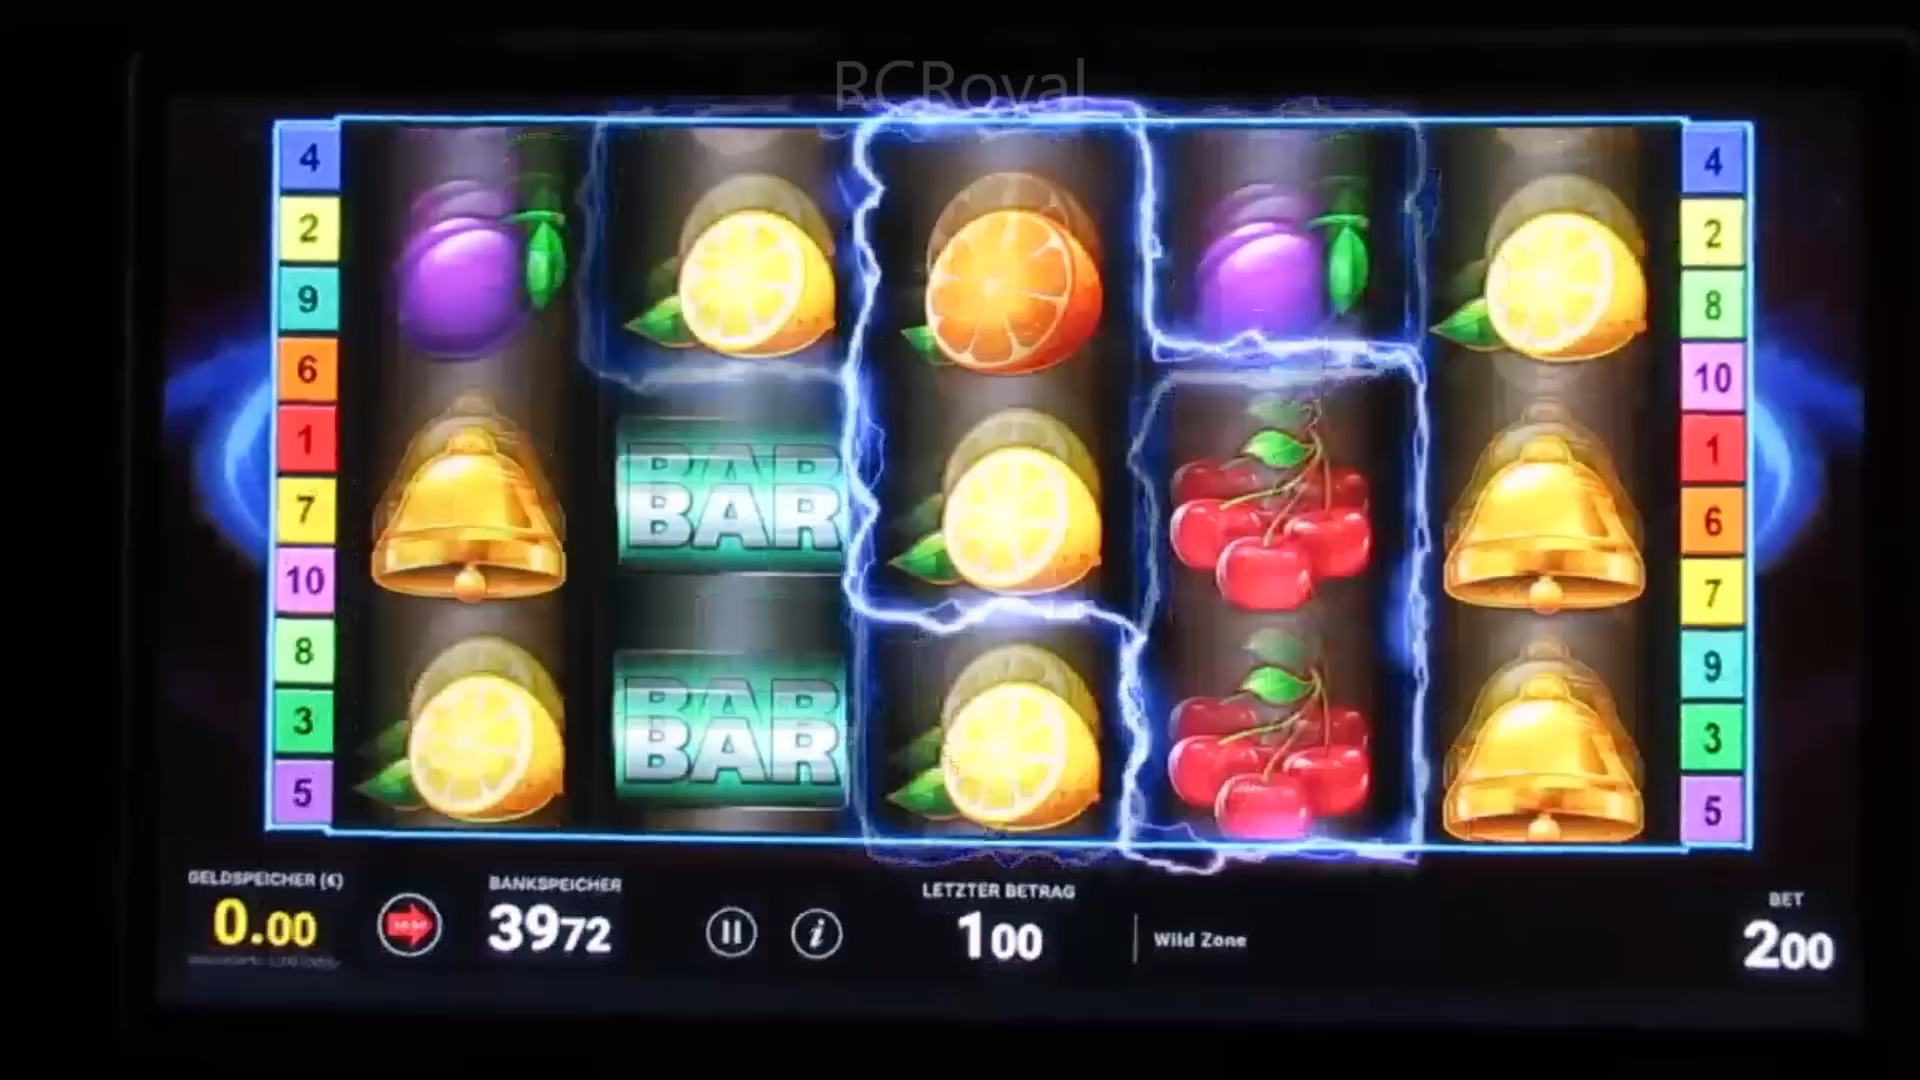 RCRoyal
4 4
2 2
9 8
6 10
1 1
7 6
10 7
8 9
3 3
5 5
BAR
BAR
GELDSPEICHER (€) BANKSPEICHER LETZTER BETRAG BET
0.00 3972 100 Wild Zone 200